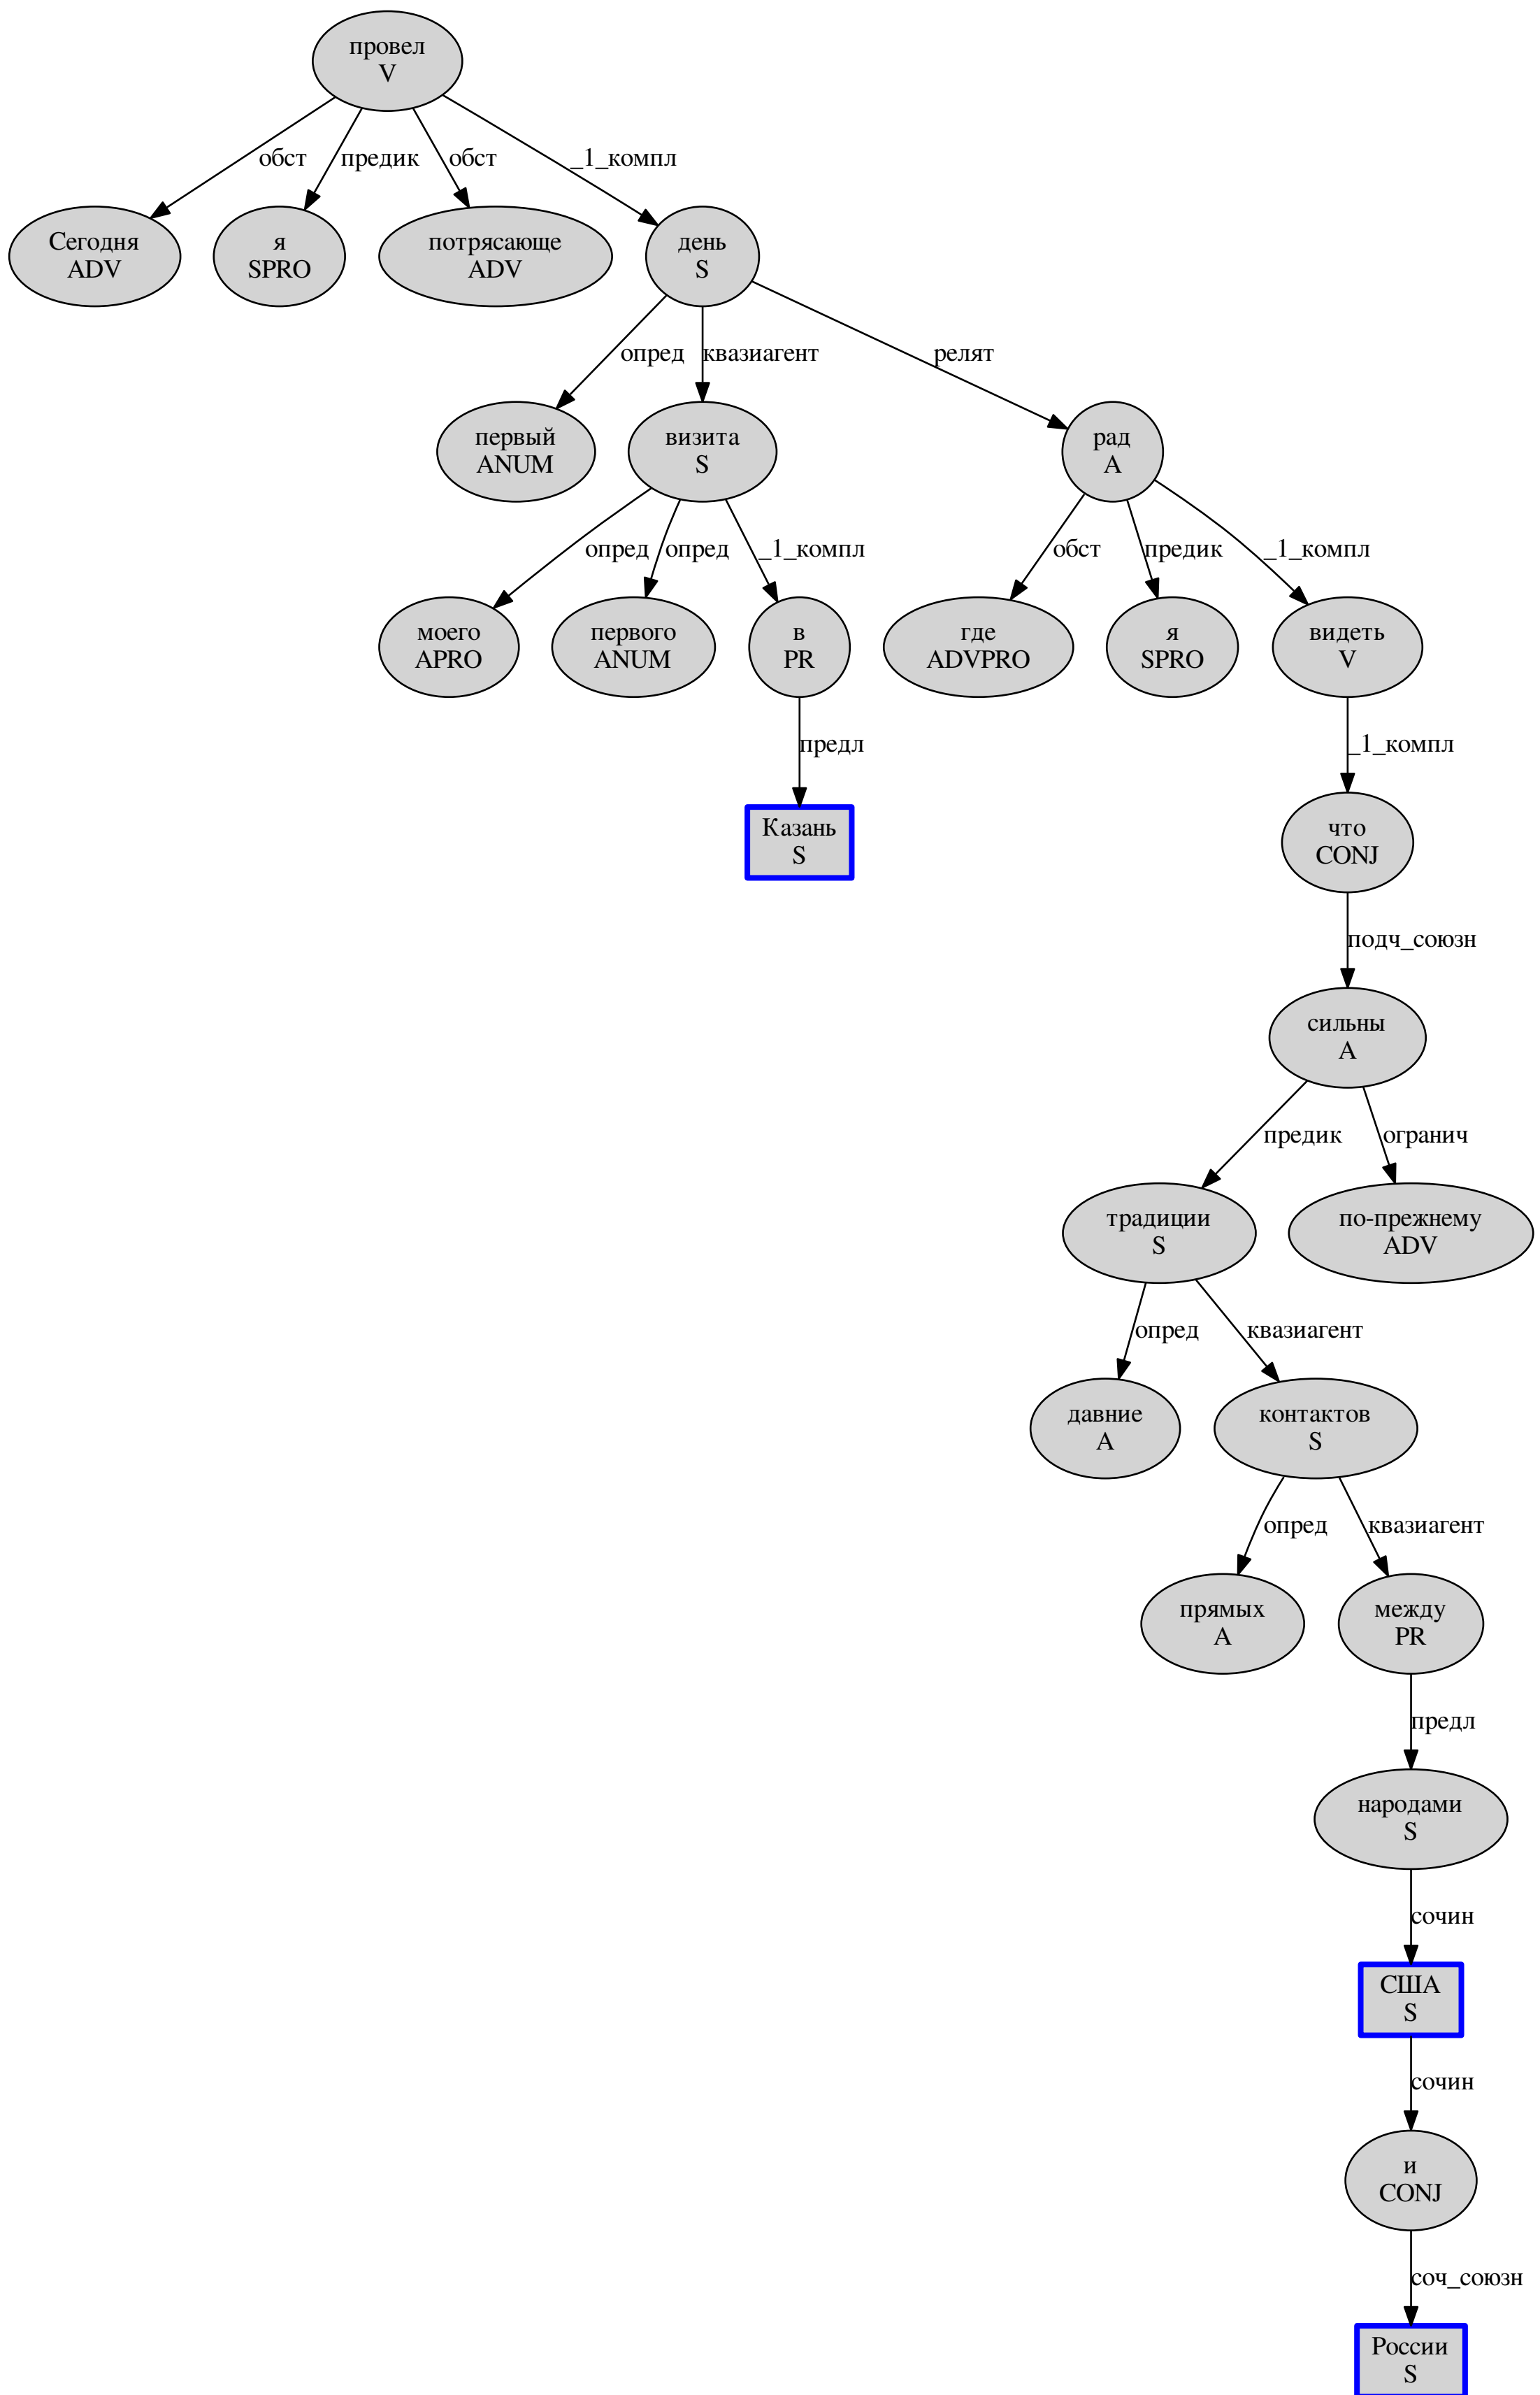 провел
V
обст
предик
обст
_1_компл
Сегодня
ADV
я
SPRO
потрясающе
ADV
день
S
опред
квазиагент
релят
первый
ANUM
визита
S
рад
A
опред
опред
_1_компл
обст
предик
_1_компл
моего
APRO
первого
ANUM
в
PR
где
ADVPRO
я
SPRO
видеть
V
предл
_1_компл
Казань
S
что
CONJ
подч_союзн
сильны
A
предик
огранич
традиции
S
по-прежнему
ADV
опред
квазиагент
давние
A
контактов
S
опред
квазиагент
прямых
A
между
PR
предл
народами
S
сочин
США
S
сочин
и
CONJ
соч_союзн
России
S